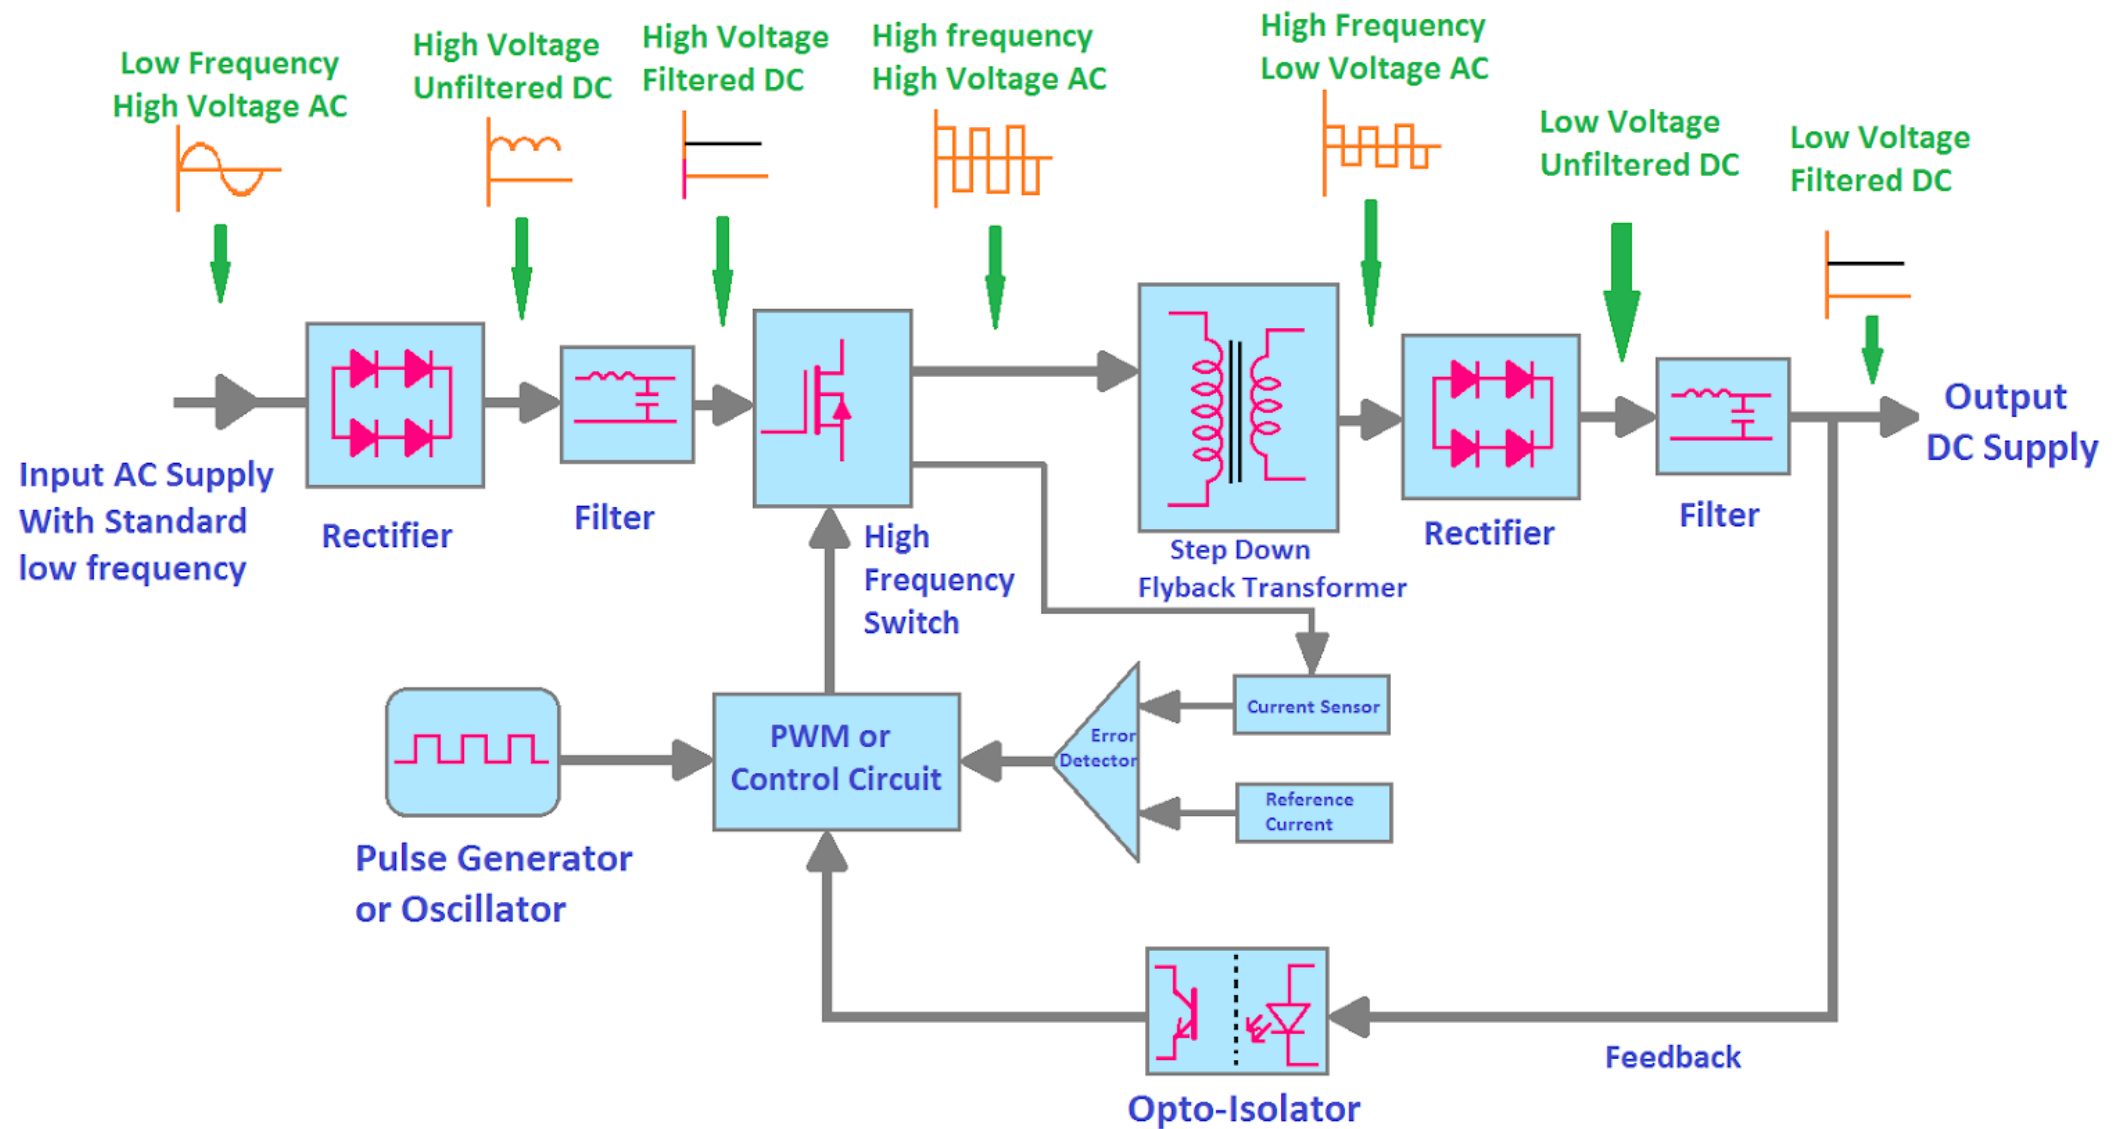 Low Frequency
High Voltage AC
High Voltage
Unfiltered DC
High Voltage
Filtered DC
High frequency
High Voltage AC
High Frequency
Low Voltage AC
Low Voltage
Unfiltered DC
Low Voltage
Filtered DC
Input AC Supply
With Standard
low frequency
Rectifier
Filter
High
Frequency
Switch
Step Down
Flyback Transformer
Rectifier
Filter
Output
DC Supply
Pulse Generator
or Oscillator
PWM or
Control Circuit
Error
Detector
Current Sensor
Reference
Current
Opto-Isolator
Feedback